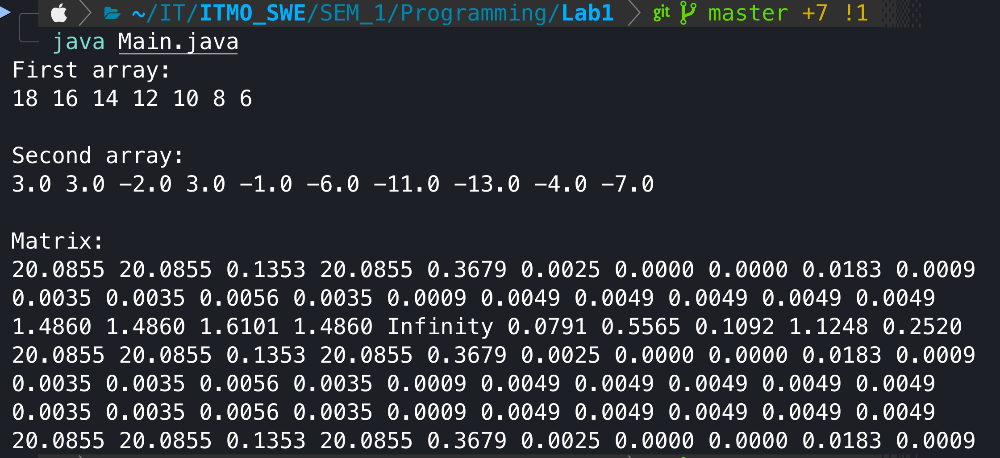 ~/IT/ITMO_SWE/SEM_1/Programming/Lab1 git master +7 !1
java Main.java
First array:
18 16 14 12 10 8 6
Second array:
3.0 3.0 -2.0 3.0 -1.0 -6.0 -11.0 -13.0 -4.0 -7.0
Matrix:
20.0855 20.0855 0.1353 20.0855 0.3679 0.0025 0.0000 0.0000 0.0183 0.0009
0.0035 0.0035 0.0056 0.0035 0.0009 0.0049 0.0049 0.0049 0.0049 0.0049
1.4860 1.4860 1.6101 1.4860 Infinity 0.0791 0.5565 0.1092 1.1248 0.2520
20.0855 20.0855 0.1353 20.0855 0.3679 0.0025 0.0000 0.0000 0.0183 0.0009
0.0035 0.0035 0.0056 0.0035 0.0009 0.0049 0.0049 0.0049 0.0049 0.0049
0.0035 0.0035 0.0056 0.0035 0.0009 0.0049 0.0049 0.0049 0.0049 0.0049
20.0855 20.0855 0.1353 20.0855 0.3679 0.0025 0.0000 0.0000 0.0183 0.0009